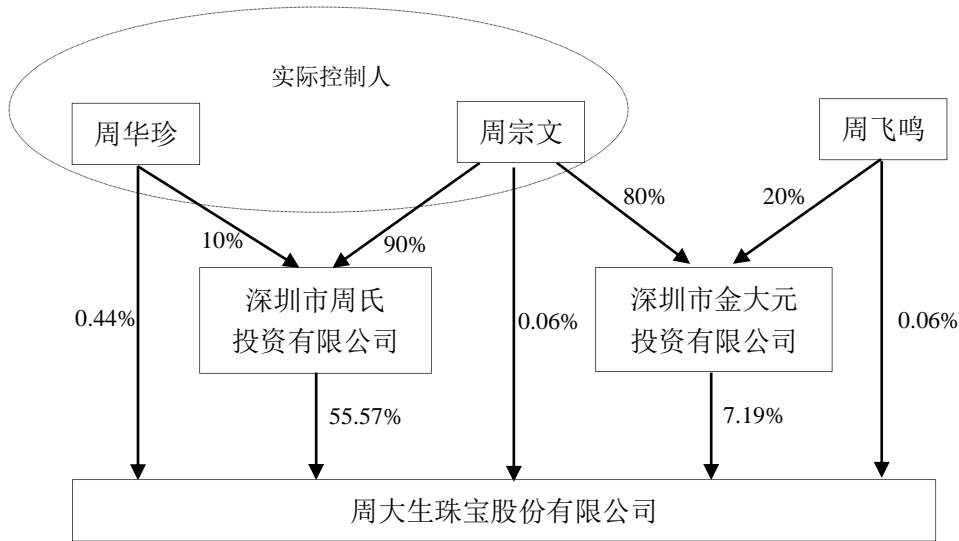 实际控制人
周华珍
周宗文
周飞鸣
80%
20%
10%
90%
深圳市周氏
投资有限公司
深圳市金大元
投资有限公司
0.44%
0.06%
0.06%
55.57%
7.19%
周大生珠宝股份有限公司